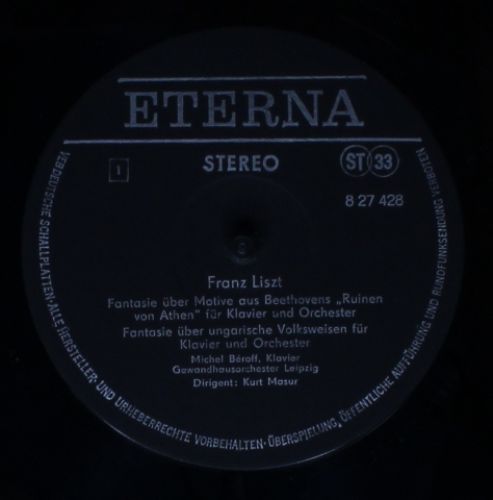 ETERNA
1
STEREO
ST 33
8 27 428
Franz Liszt
Fantasie über Motive aus Beethovens „Ruinen
von Athen" für Klavier und Orchester
Fantasie über ungarische Volksweisen für
Klavier und Orchester
Michel Béroff, Klavier
Gewandhausorchester Leipzig
Dirigent: Kurt Masur
VEB DEUTSCHE SCHALLPLATTEN · ALLE HERSTELLER- UND URHEBERRECHTE VORBEHALTEN · ÜBERSPIELUNG, ÖFFENTLICHE AUFFÜHRUNG UND RUNDFUNKSENDUNG VERBOTEN